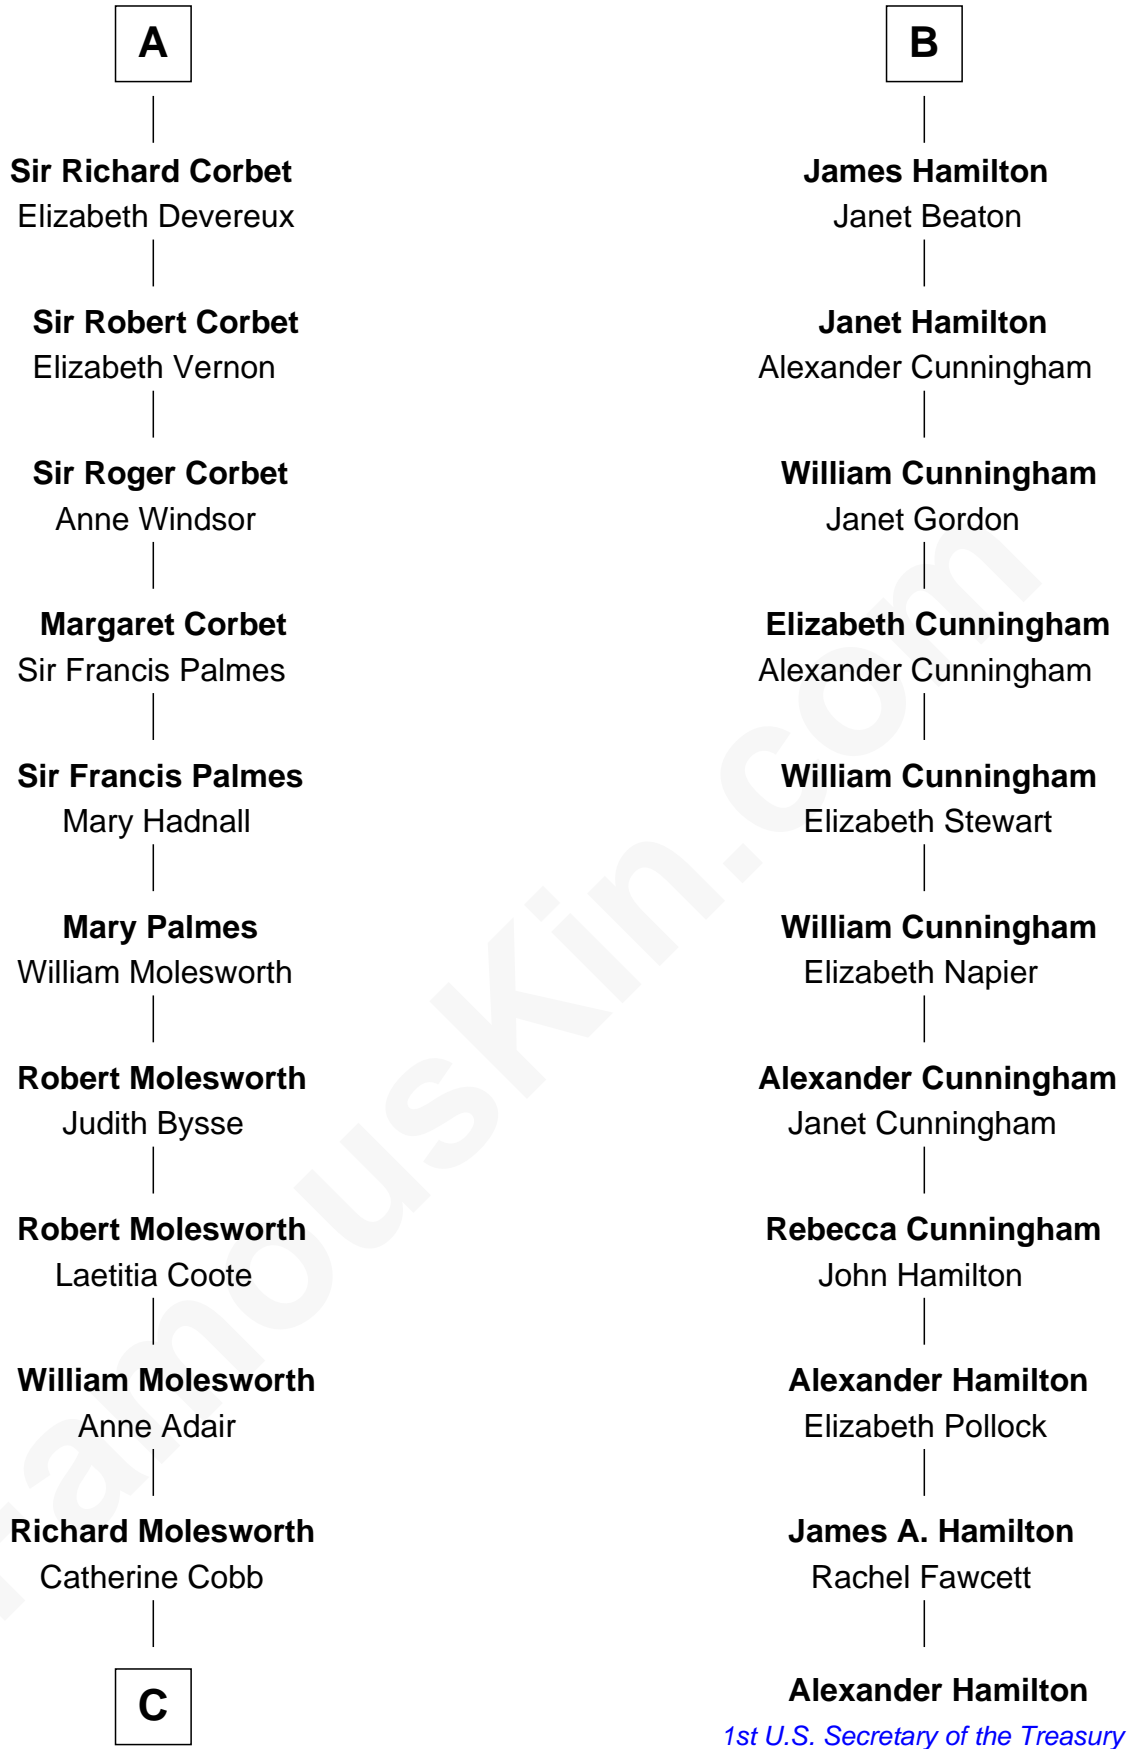 A
Sir Richard Corbet
Elizabeth Devereux
Sir Robert Corbet
Elizabeth Vernon
Sir Roger Corbet
Anne Windsor
Margaret Corbet
Sir Francis Palmes
Sir Francis Palmes
Mary Hadnall
Mary Palmes
William Molesworth
Robert Molesworth
Judith Bysse
Robert Molesworth
Laetitia Coote
William Molesworth
Anne Adair
Richard Molesworth
Catherine Cobb
C
B
James Hamilton
Janet Beaton
Janet Hamilton
Alexander Cunningham
William Cunningham
Janet Gordon
Elizabeth Cunningham
Alexander Cunningham
William Cunningham
Elizabeth Stewart
William Cunningham
Elizabeth Napier
Alexander Cunningham
Janet Cunningham
Rebecca Cunningham
John Hamilton
Alexander Hamilton
Elizabeth Pollock
James A. Hamilton
Rachel Fawcett
Alexander Hamilton
1st U.S. Secretary of the Treasury
FamousKin.com